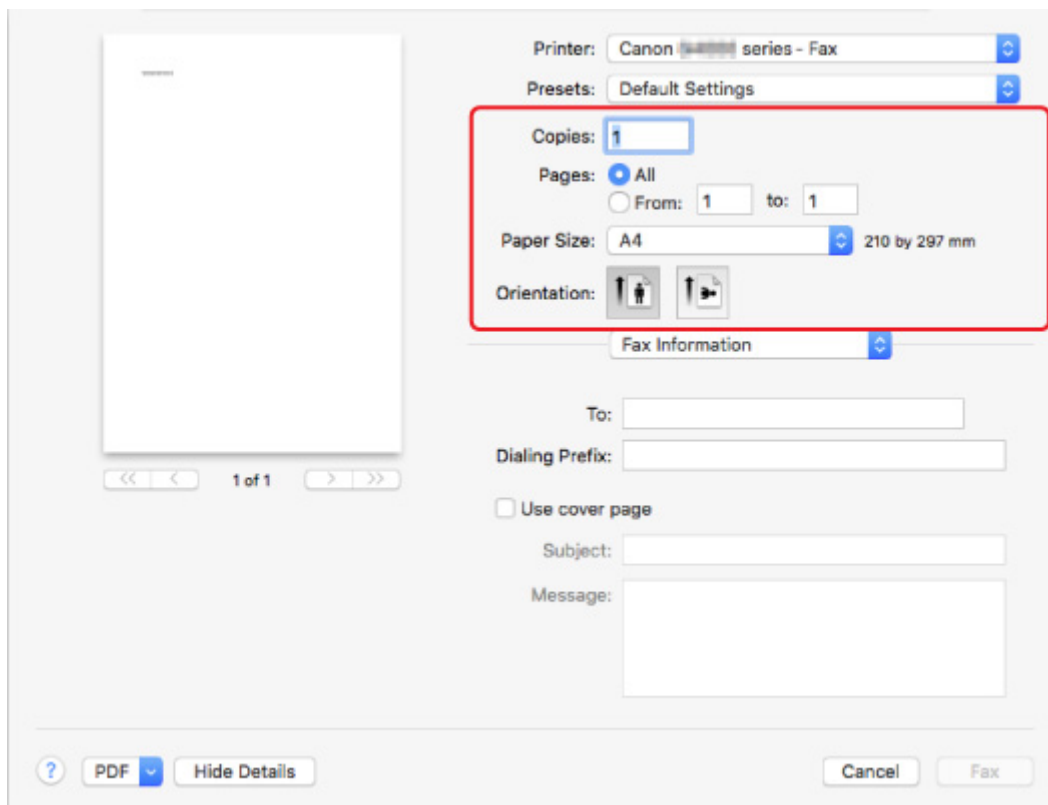 Printer: Canon series - Fax
Presets: Default Settings
Copies: 1
Pages: All
From: 1 to: 1
Paper Size: A4 210 by 297 mm
Orientation:
Fax Information
To:
Dialing Prefix:
1 of 1
Use cover page
Subject:
Message:
? PDF Hide Details Cancel Fax